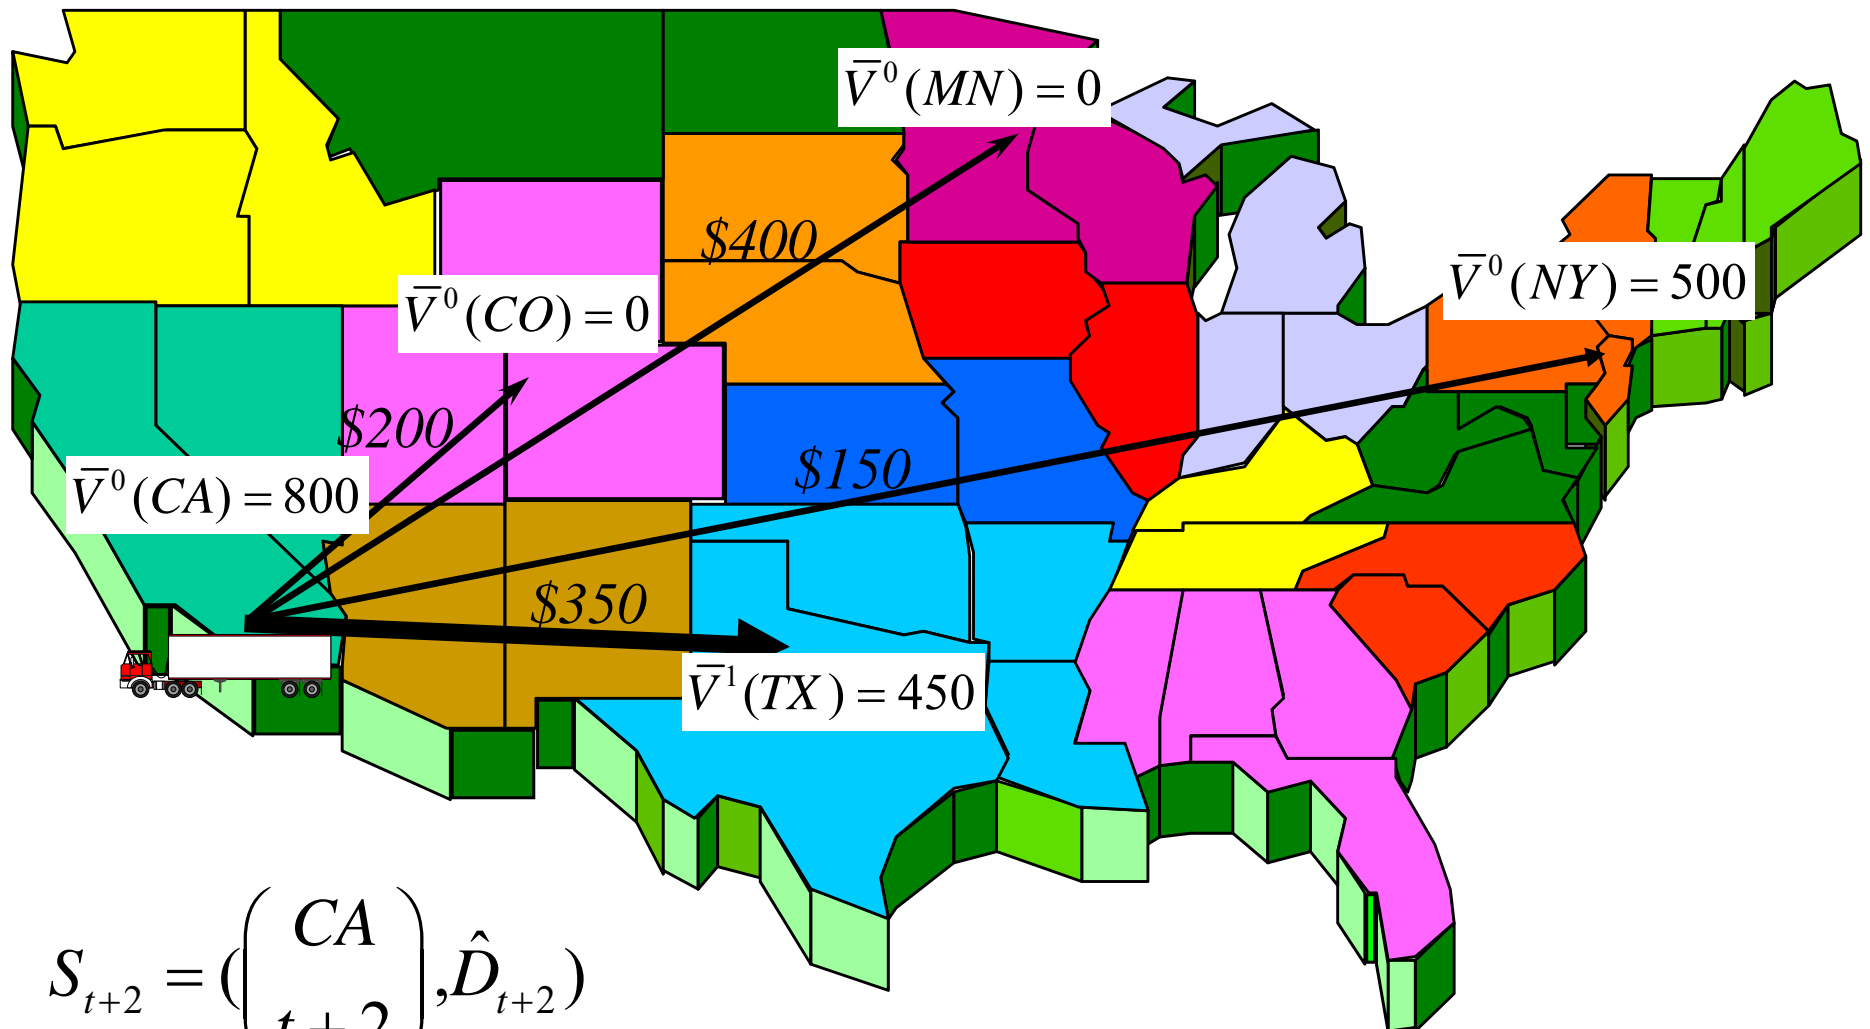 V̅⁰(MN) = 0
$400
V̅⁰(NY) = 500
V̅⁰(CO) = 0
$200
$150
V̅⁰(CA) = 800
$350
V̅¹(TX) = 450
S_{t+2} = ((CA
t + 2), D̂_{t+2})